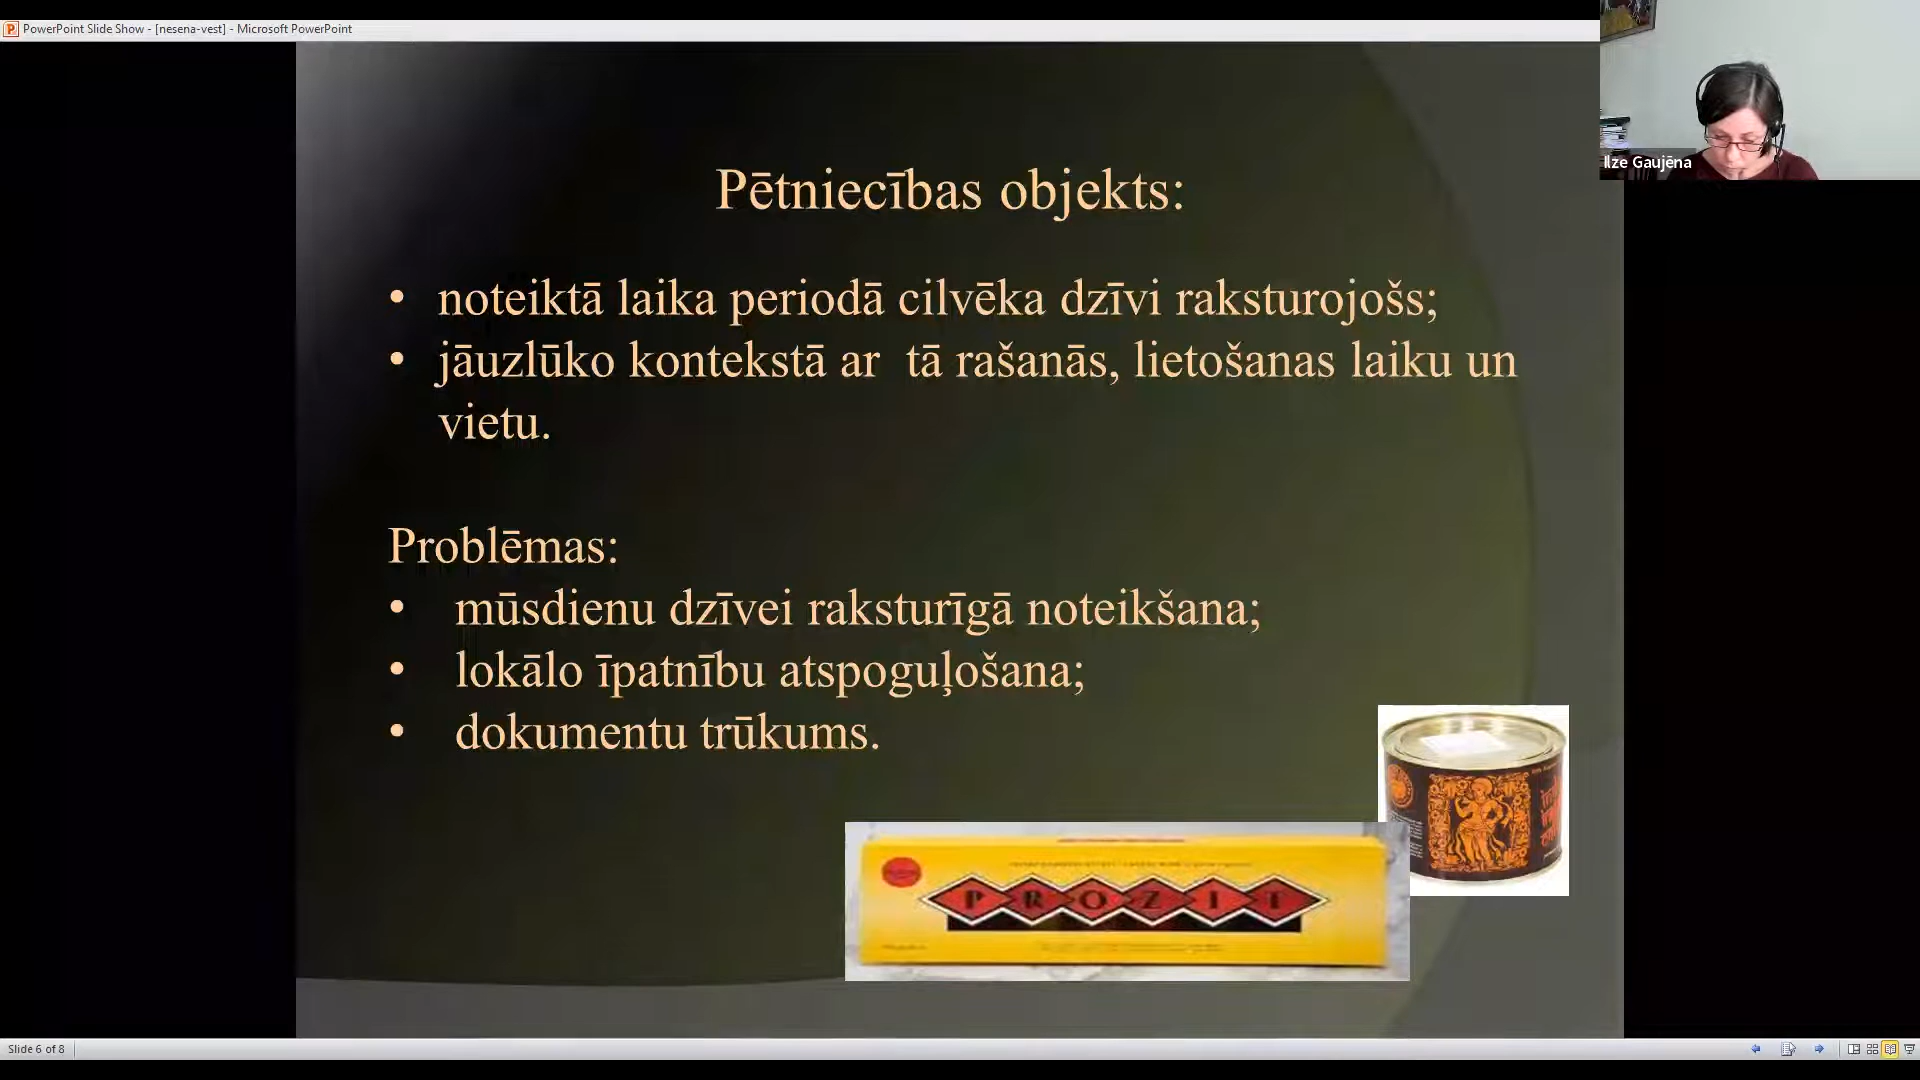 PowerPoint Slide Show - [nesena-vest] - Microsoft PowerPoint
Ilze Gaujēna
Pētniecības objekts:
• noteiktā laika periodā cilvēka dzīvi raksturojošs;
• jāuzlūko kontekstā ar tā rašanās, lietošanas laiku un
vietu.
Problēmas:
• mūsdienu dzīvei raksturīgā noteikšana;
• lokālo īpatnību atspoguļošana;
• dokumentu trūkums.
PROZIT
Slide 6 of 8